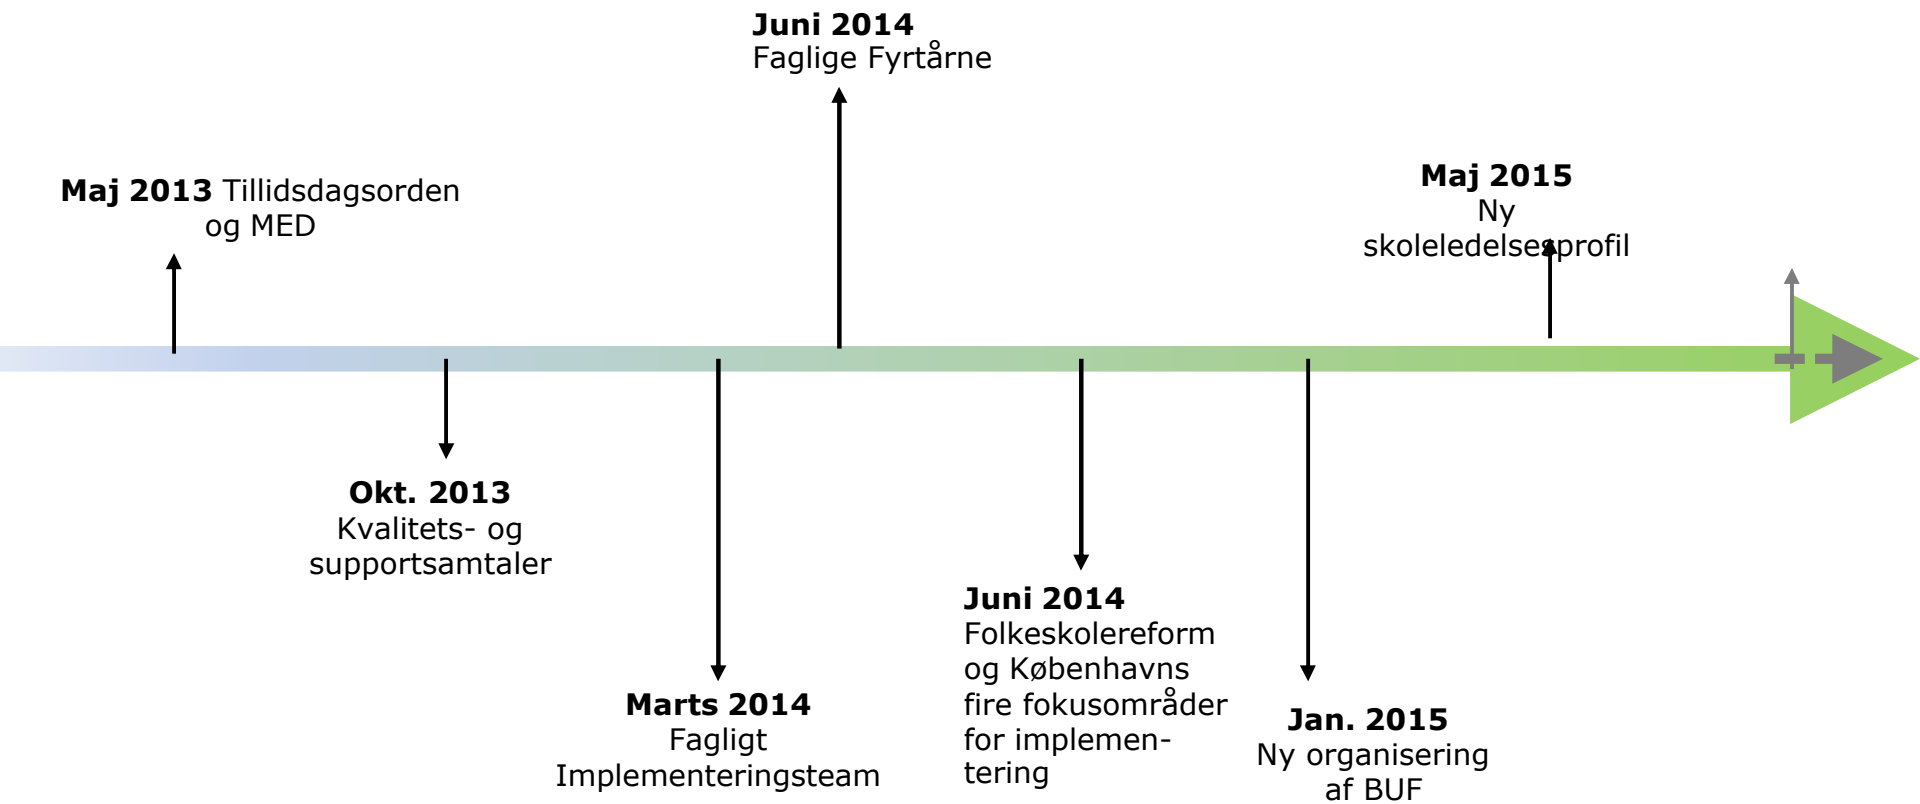 Juni 2014
Faglige Fyrtårne
Maj 2013 Tillidsdagsorden
og MED
Maj 2015
Ny
skoleledelsesprofil
Okt. 2013
Kvalitets- og
supportsamtaler
Marts 2014
Fagligt
Implementeringsteam
Juni 2014
Folkeskolereform
og Københavns
fire fokusområder
for implemen-
tering
Jan. 2015
Ny organisering
af BUF